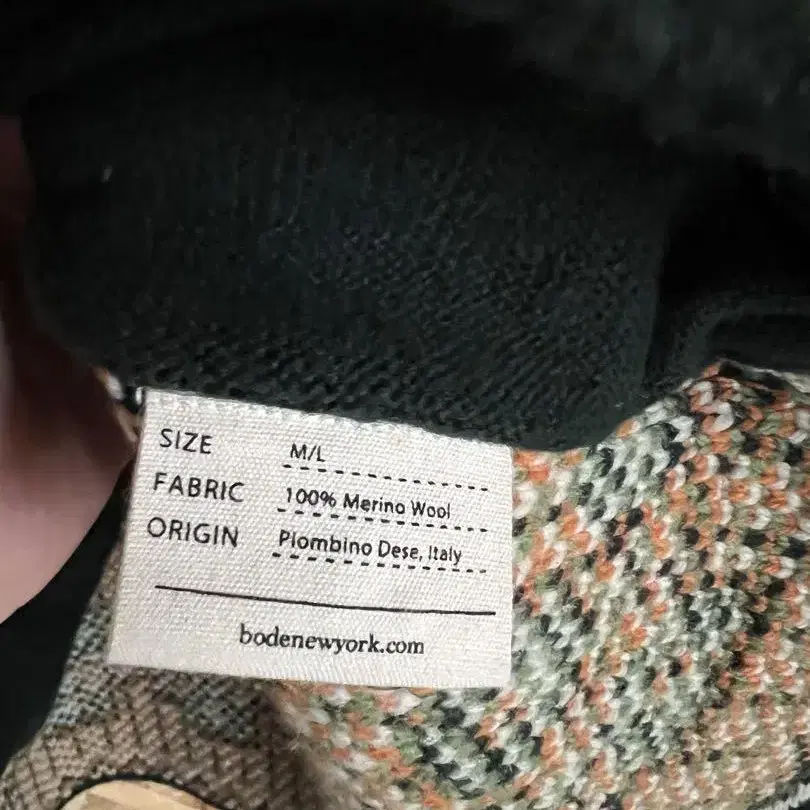 SIZE M/L
FABRIC 100% Merino Wool
ORIGIN Piombino Dese, Italy
bodenewyork.com